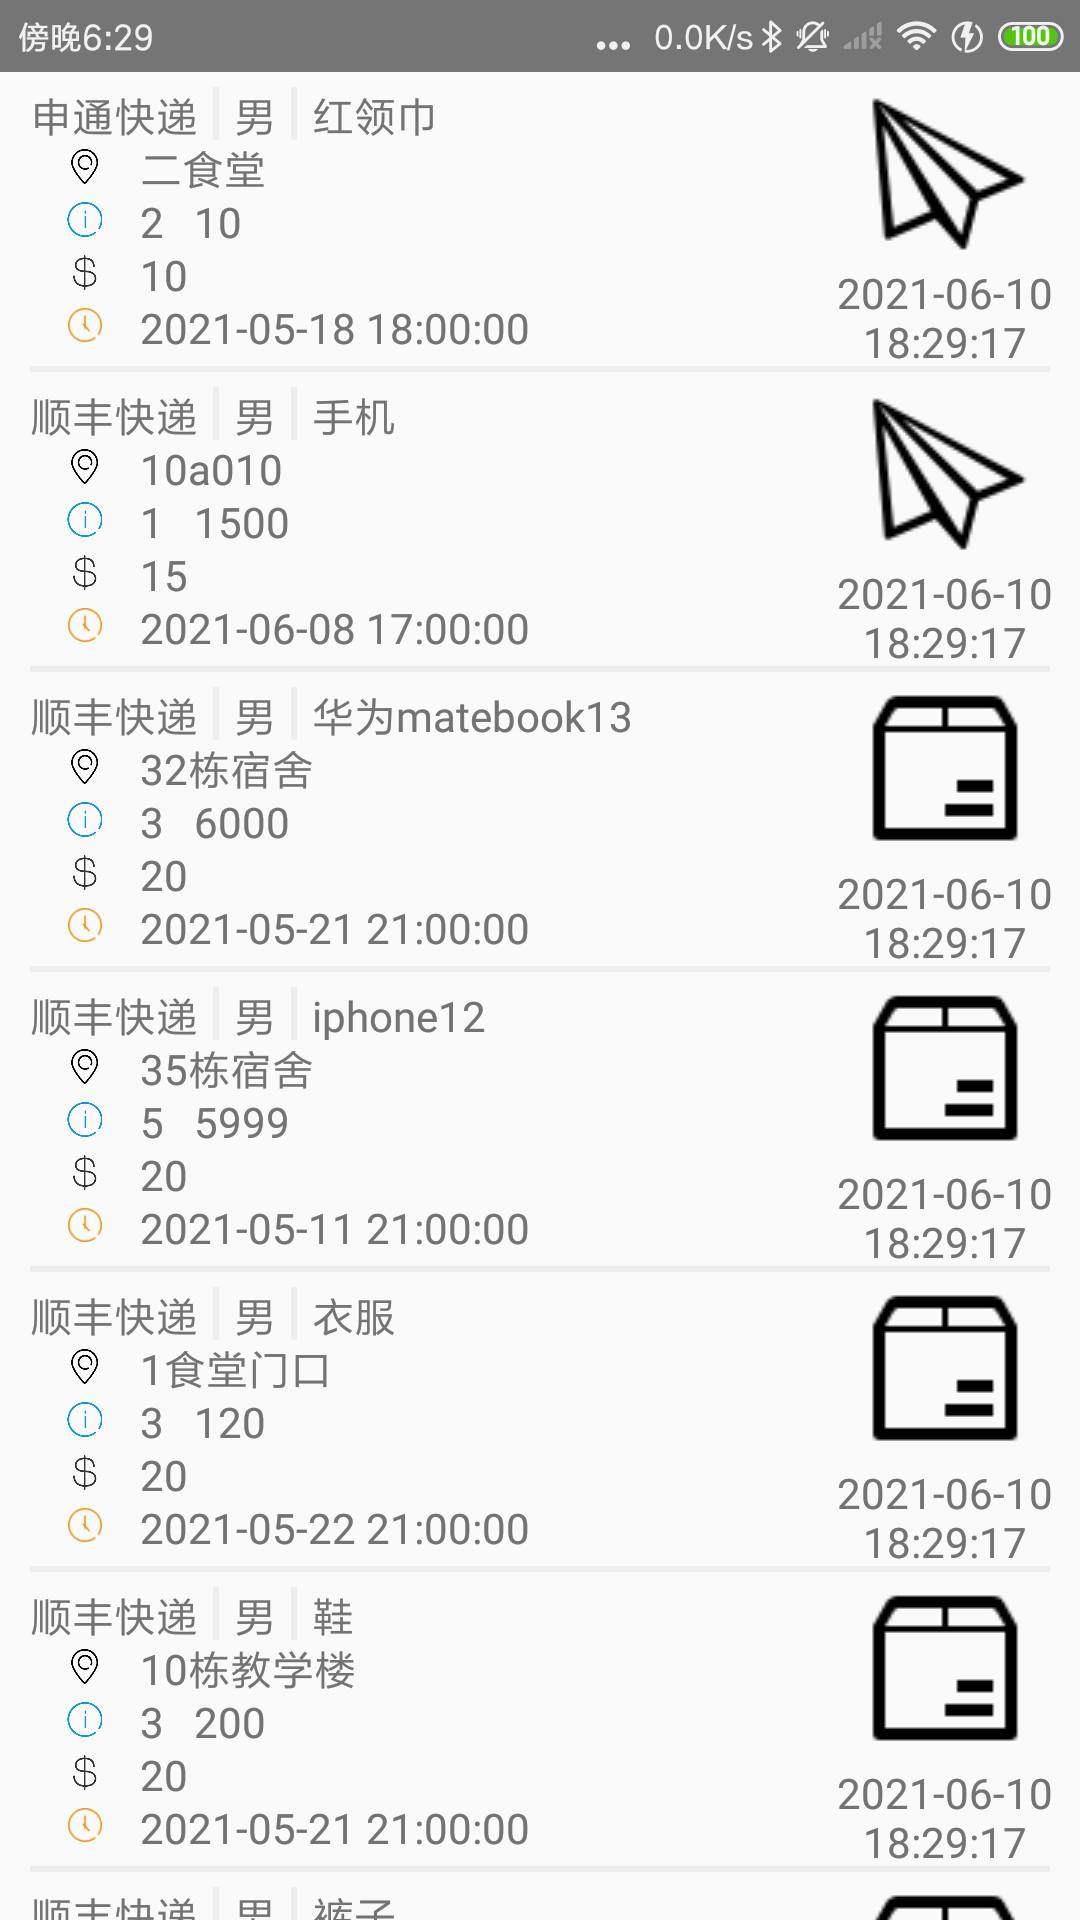 傍晚6:29 ... 0.0K/s 100
申通快递 男 红领巾
二食堂
2 10
$ 10
2021-05-18 18:00:00
2021-06-10
18:29:17
顺丰快递 男 手机
10a010
1 1500
$ 15
2021-06-08 17:00:00
2021-06-10
18:29:17
顺丰快递 男 华为matebook13
32栋宿舍
3 6000
$ 20
2021-05-21 21:00:00
2021-06-10
18:29:17
顺丰快递 男 iphone12
35栋宿舍
5 5999
$ 20
2021-05-11 21:00:00
2021-06-10
18:29:17
顺丰快递 男 衣服
1食堂门口
3 120
$ 20
2021-05-22 21:00:00
2021-06-10
18:29:17
顺丰快递 男 鞋
10栋教学楼
3 200
$ 20
2021-05-21 21:00:00
2021-06-10
18:29:17
顺丰快递 男 裤子